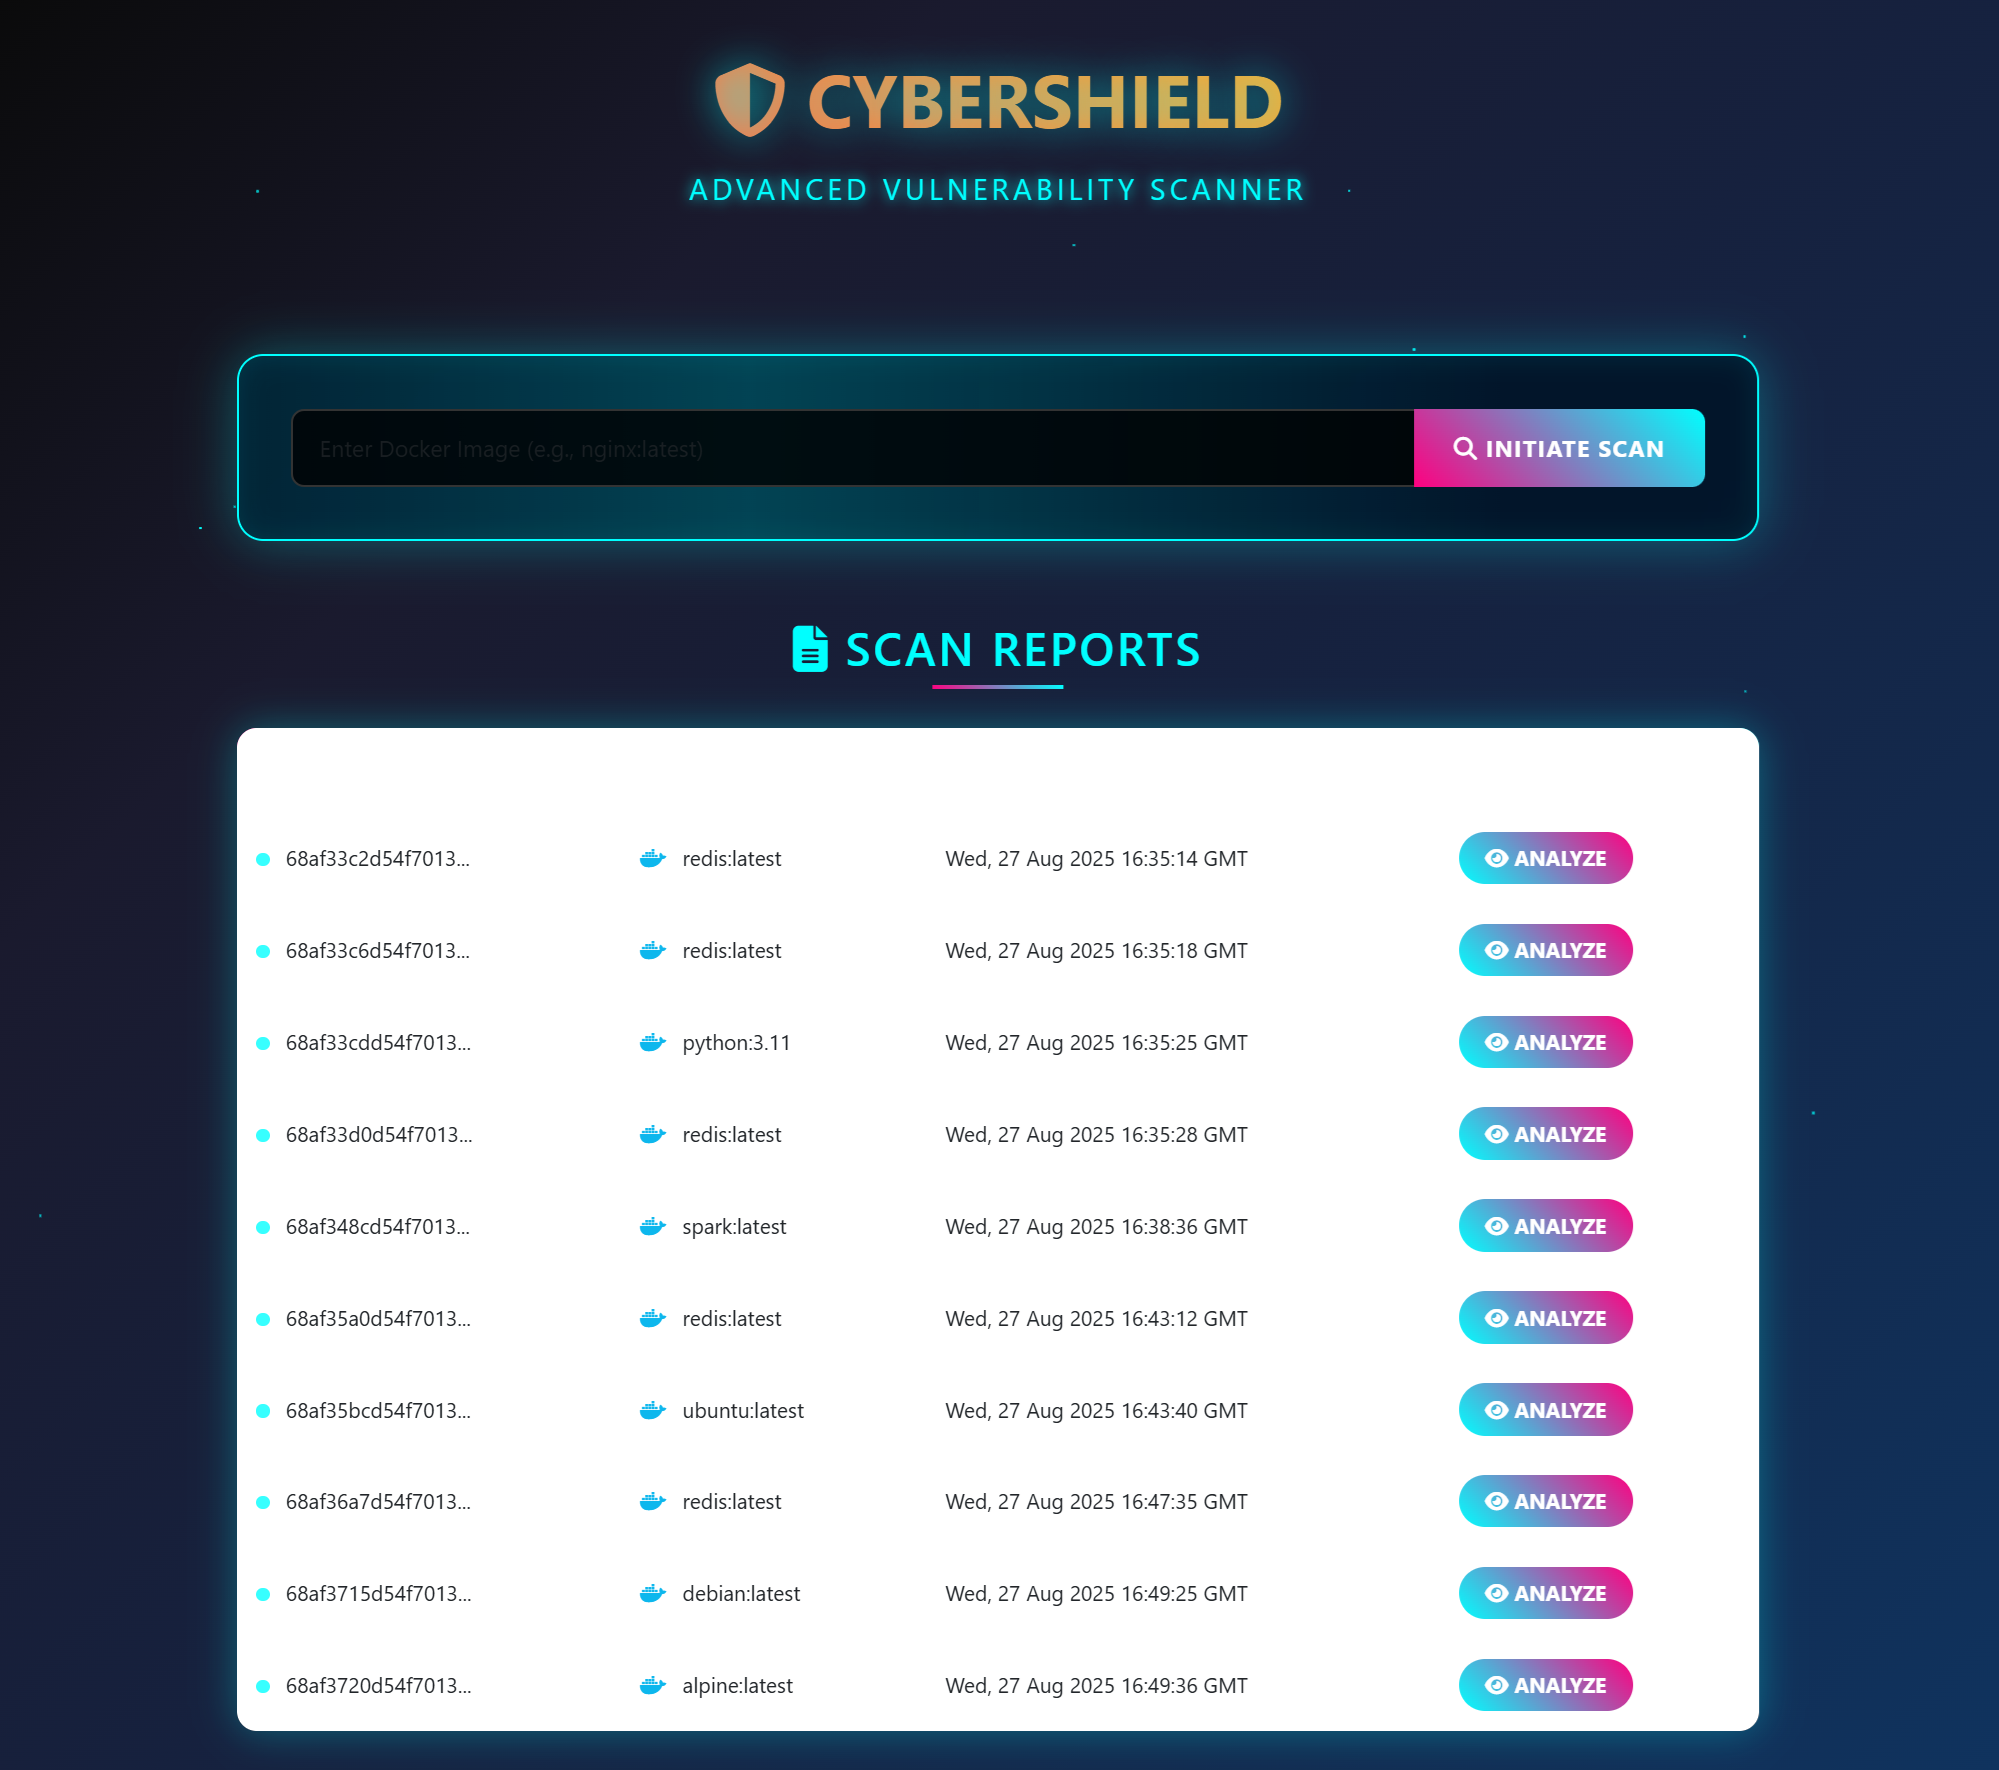 CYBERSHIELD
ADVANCED VULNERABILITY SCANNER
Enter Docker Image (e.g., nginx:latest)
INITIATE SCAN
SCAN REPORTS
68af33c2d54f7013... redis:latest Wed, 27 Aug 2025 16:35:14 GMT ANALYZE
68af33c6d54f7013... redis:latest Wed, 27 Aug 2025 16:35:18 GMT ANALYZE
68af33cdd54f7013... python:3.11 Wed, 27 Aug 2025 16:35:25 GMT ANALYZE
68af33d0d54f7013... redis:latest Wed, 27 Aug 2025 16:35:28 GMT ANALYZE
68af348cd54f7013... spark:latest Wed, 27 Aug 2025 16:38:36 GMT ANALYZE
68af35a0d54f7013... redis:latest Wed, 27 Aug 2025 16:43:12 GMT ANALYZE
68af35bcd54f7013... ubuntu:latest Wed, 27 Aug 2025 16:43:40 GMT ANALYZE
68af36a7d54f7013... redis:latest Wed, 27 Aug 2025 16:47:35 GMT ANALYZE
68af3715d54f7013... debian:latest Wed, 27 Aug 2025 16:49:25 GMT ANALYZE
68af3720d54f7013... alpine:latest Wed, 27 Aug 2025 16:49:36 GMT ANALYZE